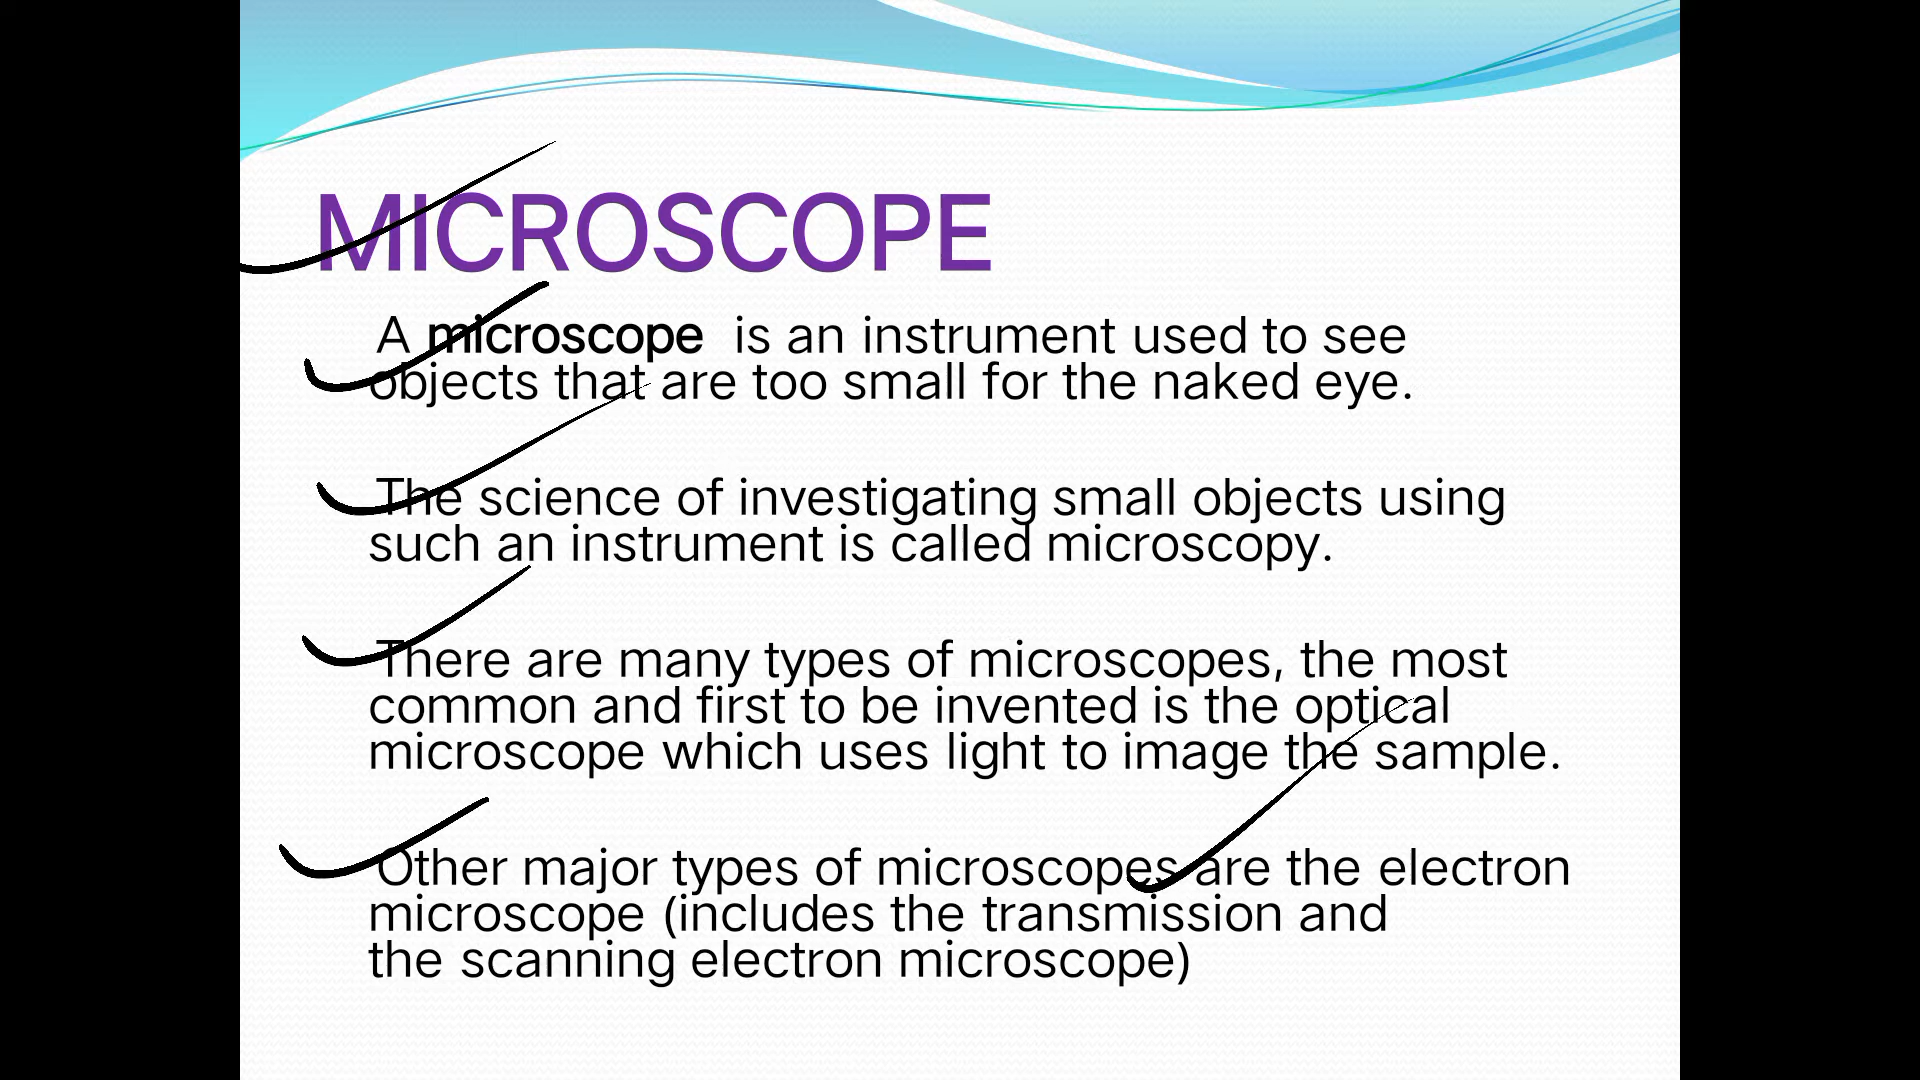 MICROSCOPE
A microscope is an instrument used to see
objects that are too small for the naked eye.
The science of investigating small objects using
such an instrument is called microscopy.
There are many types of microscopes, the most
common and first to be invented is the optical
microscope which uses light to image the sample.
Other major types of microscopes are the electron
microscope (includes the transmission and
the scanning electron microscope)